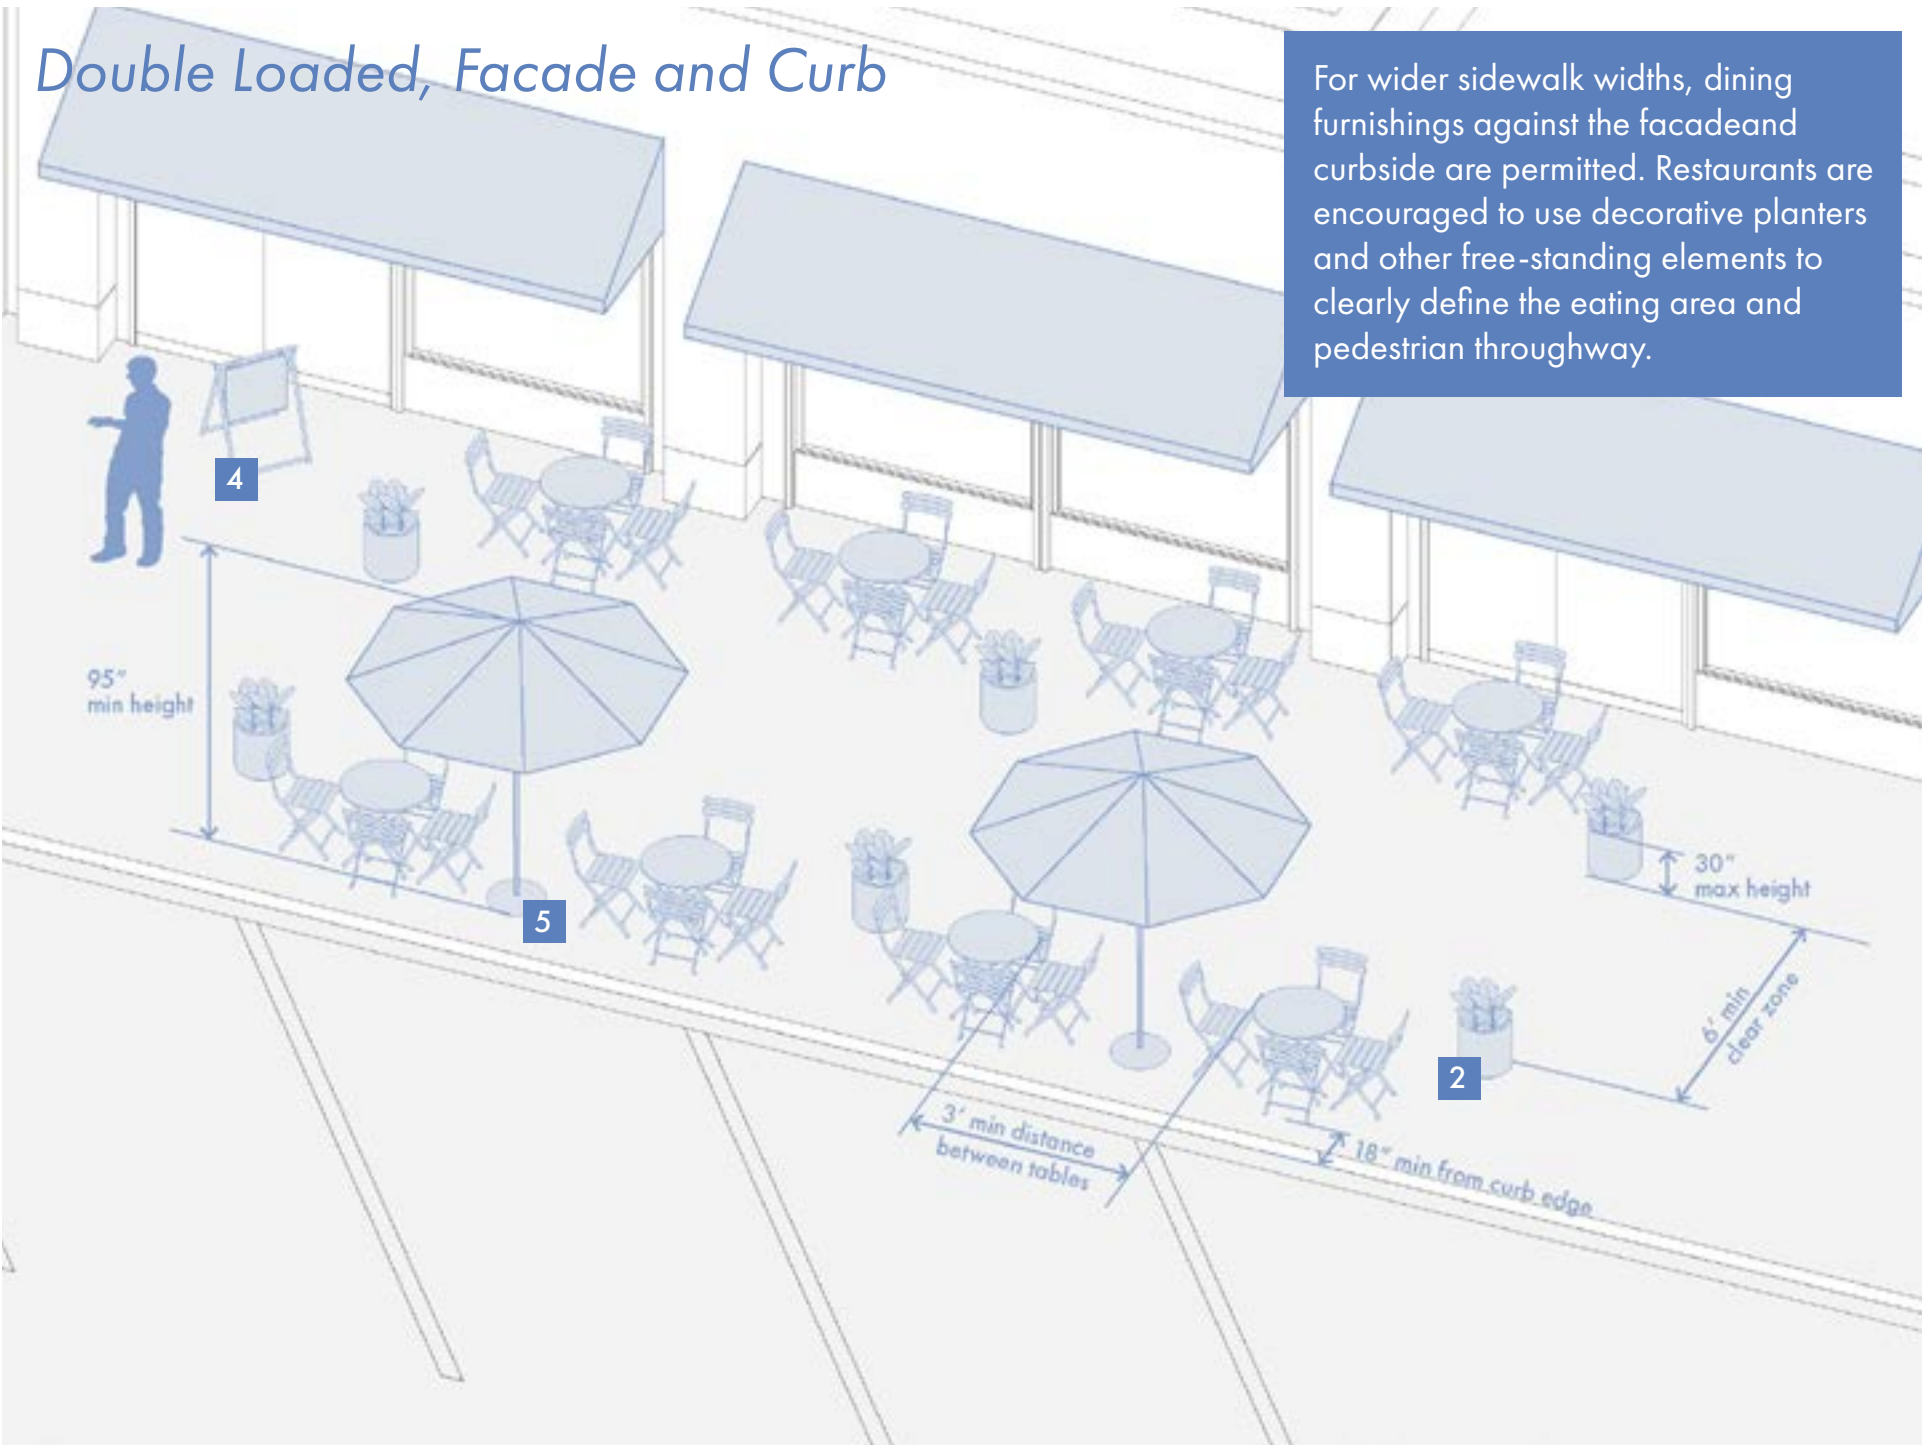 Double Loaded, Facade and Curb
For wider sidewalk widths, dining
furnishings against the facadeand
curbside are permitted. Restaurants are
encouraged to use decorative planters
and other free-standing elements to
clearly define the eating area and
pedestrian throughway.
4
95"
min height
30"
max height
5
6' min
clear zone
2
3' min distance
between tables
18" min from curb edge